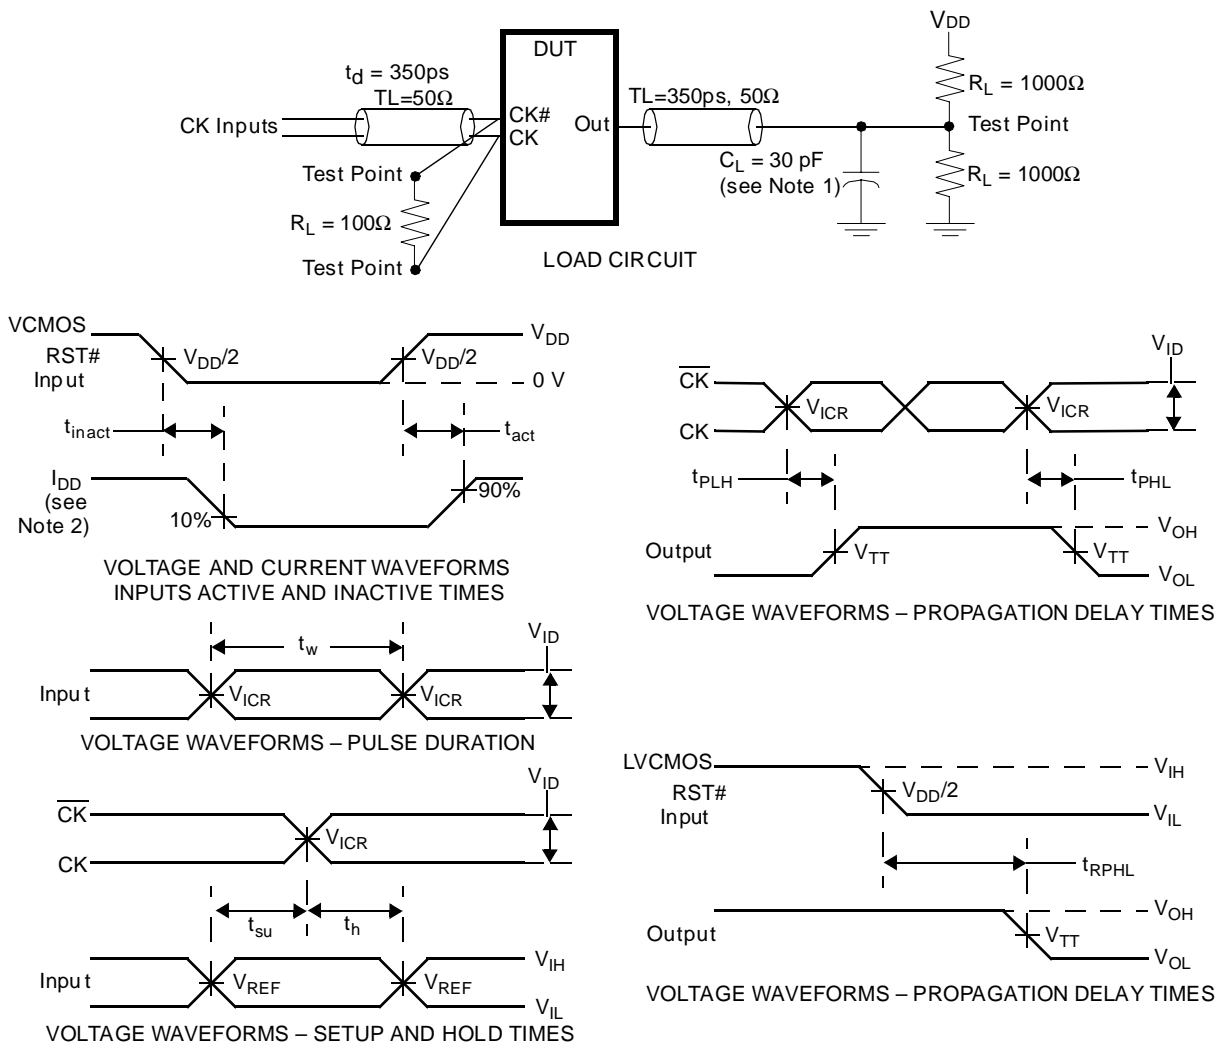 VDD
DUT
td = 350ps
TL=50Ω
TL=350ps, 50Ω
RL = 1000Ω
CK Inputs
CK#
CK
Out
Test Point
Test Point
CL = 30 pF
(see Note 1)
RL = 1000Ω
RL = 100Ω
Test Point
LOAD CIRCUIT
VCMOS
RST#
Input
VDD/2
VDD/2
VDD
0 V
tinact
tact
IDD
(see
Note 2)
10%
90%
VOLTAGE AND CURRENT WAVEFORMS
INPUTS ACTIVE AND INACTIVE TIMES
VID
CK
VICR
VICR
CK
tPLH
tPHL
Output
VTT
VTT
VOH
VOL
VOLTAGE WAVEFORMS – PROPAGATION DELAY TIMES
tw
VID
Input
VICR
VICR
VOLTAGE WAVEFORMS – PULSE DURATION
VID
CK
VICR
CK
tsu
th
Input
VREF
VREF
VIH
VIL
VOLTAGE WAVEFORMS – SETUP AND HOLD TIMES
LVCMOS
RST#
Input
VDD/2
VIH
VIL
tRPHL
Output
VTT
VOH
VOL
VOLTAGE WAVEFORMS – PROPAGATION DELAY TIMES